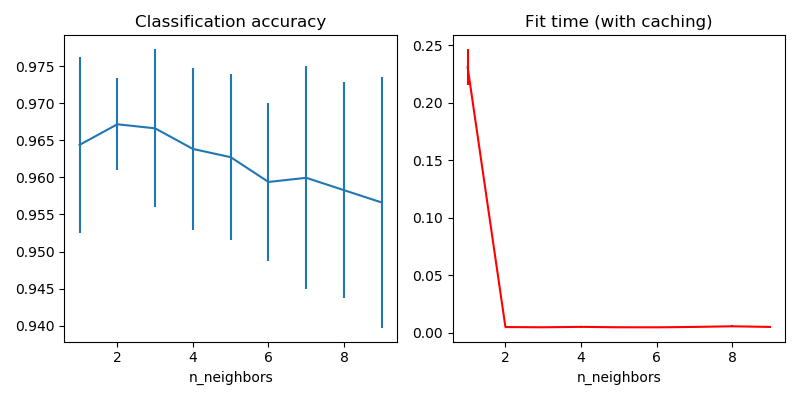 Classification accuracy
0.975
0.970
0.965
0.960
0.955
0.950
0.945
0.940
2 4 6 8
n_neighbors
Fit time (with caching)
0.25
0.20
0.15
0.10
0.05
0.00
2 4 6 8
n_neighbors